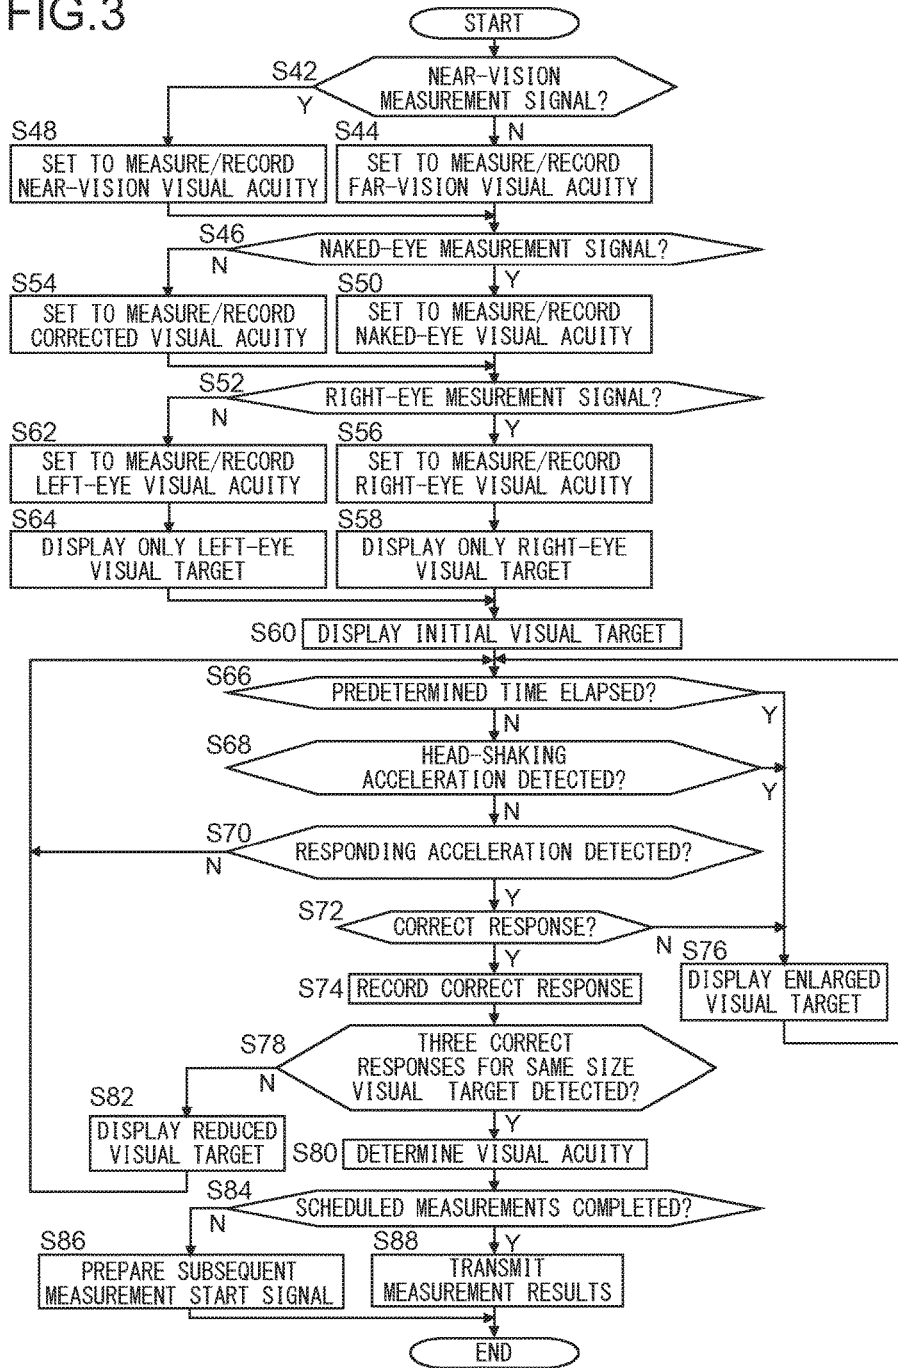 FIG.3
START
S42
NEAR-VISION
MEASUREMENT SIGNAL?
Y
N
S48
SET TO MEASURE/RECORD
NEAR-VISION VISUAL ACUITY
S44
SET TO MEASURE/RECORD
FAR-VISION VISUAL ACUITY
S46
NAKED-EYE MEASUREMENT SIGNAL?
N
Y
S54
SET TO MEASURE/RECORD
CORRECTED VISUAL ACUITY
S50
SET TO MEASURE/RECORD
NAKED-EYE VISUAL ACUITY
S52
RIGHT-EYE MESUREMENT SIGNAL?
N
Y
S62
SET TO MEASURE/RECORD
LEFT-EYE VISUAL ACUITY
S56
SET TO MEASURE/RECORD
RIGHT-EYE VISUAL ACUITY
S64
DISPLAY ONLY LEFT-EYE
VISUAL TARGET
S58
DISPLAY ONLY RIGHT-EYE
VISUAL TARGET
S60
DISPLAY INITIAL VISUAL TARGET
S66
PREDETERMINED TIME ELAPSED?
Y
N
S68
HEAD-SHAKING
ACCELERATION DETECTED?
Y
N
S70
RESPONDING ACCELERATION DETECTED?
N
Y
S72
CORRECT RESPONSE?
N
Y
S76
DISPLAY ENLARGED
VISUAL TARGET
S74
RECORD CORRECT RESPONSE
S78
THREE CORRECT
RESPONSES FOR SAME SIZE
VISUAL TARGET DETECTED?
N
Y
S82
DISPLAY REDUCED
VISUAL TARGET
S80
DETERMINE VISUAL ACUITY
S84
SCHEDULED MEASUREMENTS COMPLETED?
N
Y
S86
PREPARE SUBSEQUENT
MEASUREMENT START SIGNAL
S88
TRANSMIT
MEASUREMENT RESULTS
END